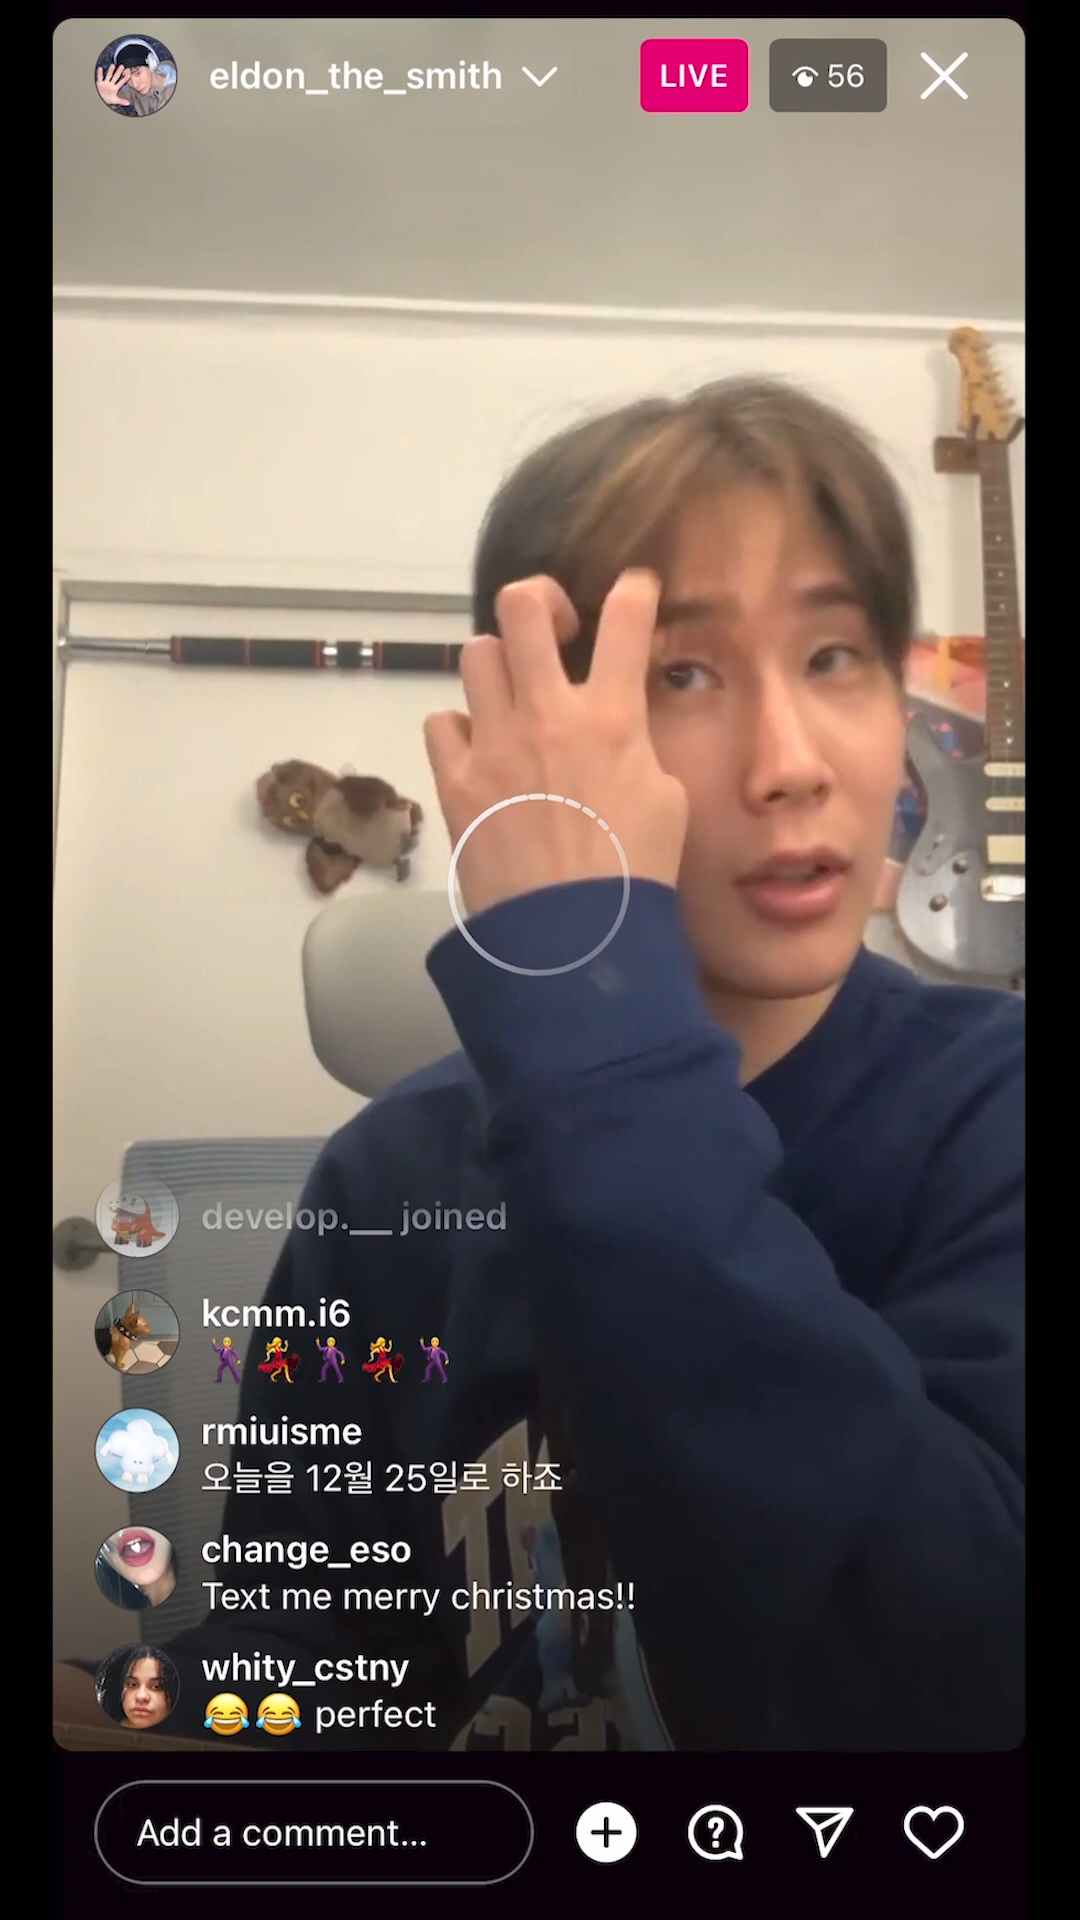 eldon_the_smith
LIVE
56
develop.__ joined
kcmm.i6
rmiuisme
오늘을 12월 25일로 하죠
change_eso
Text me merry christmas!!
whity_cstny
😂😂 perfect
Add a comment...